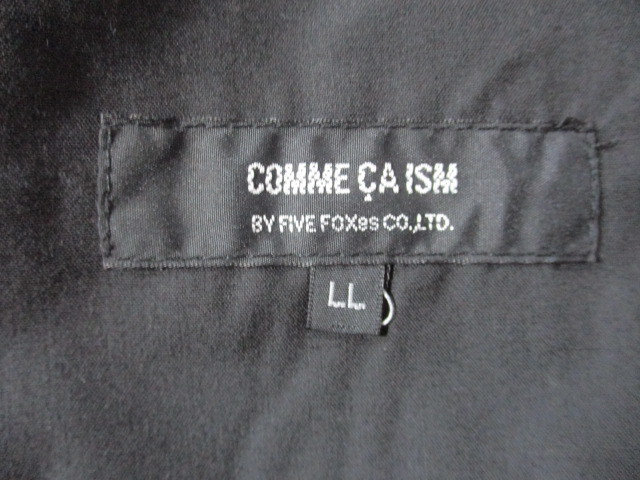 COMME ÇA ISM
BY FiVE FOXes CO.,LTD.
LL